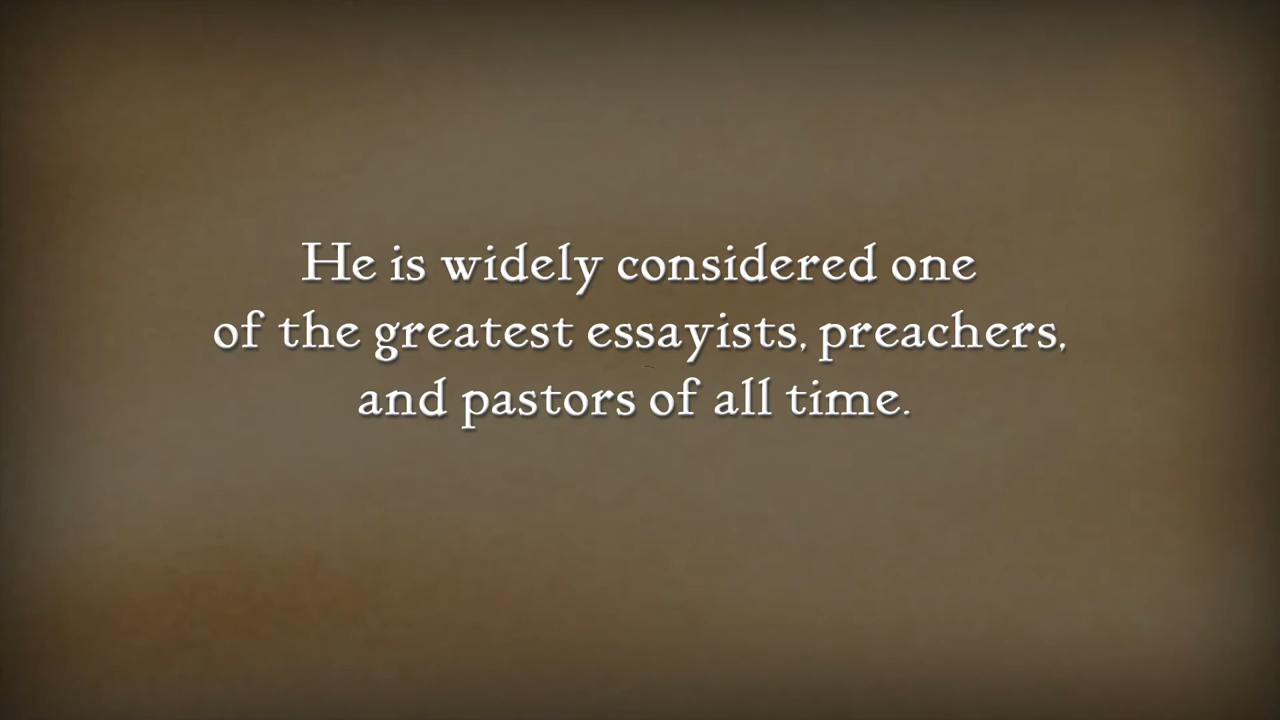 He is widely considered one
of the greatest essayists, preachers,
and pastors of all time.